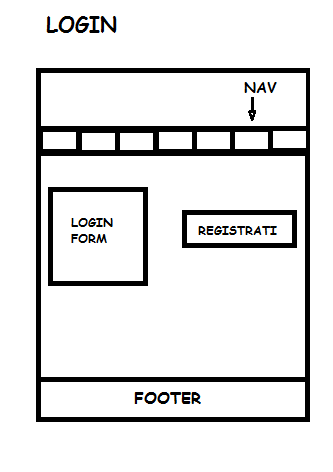 LOGIN
NAV
LOGIN
FORM
REGISTRATI
FOOTER